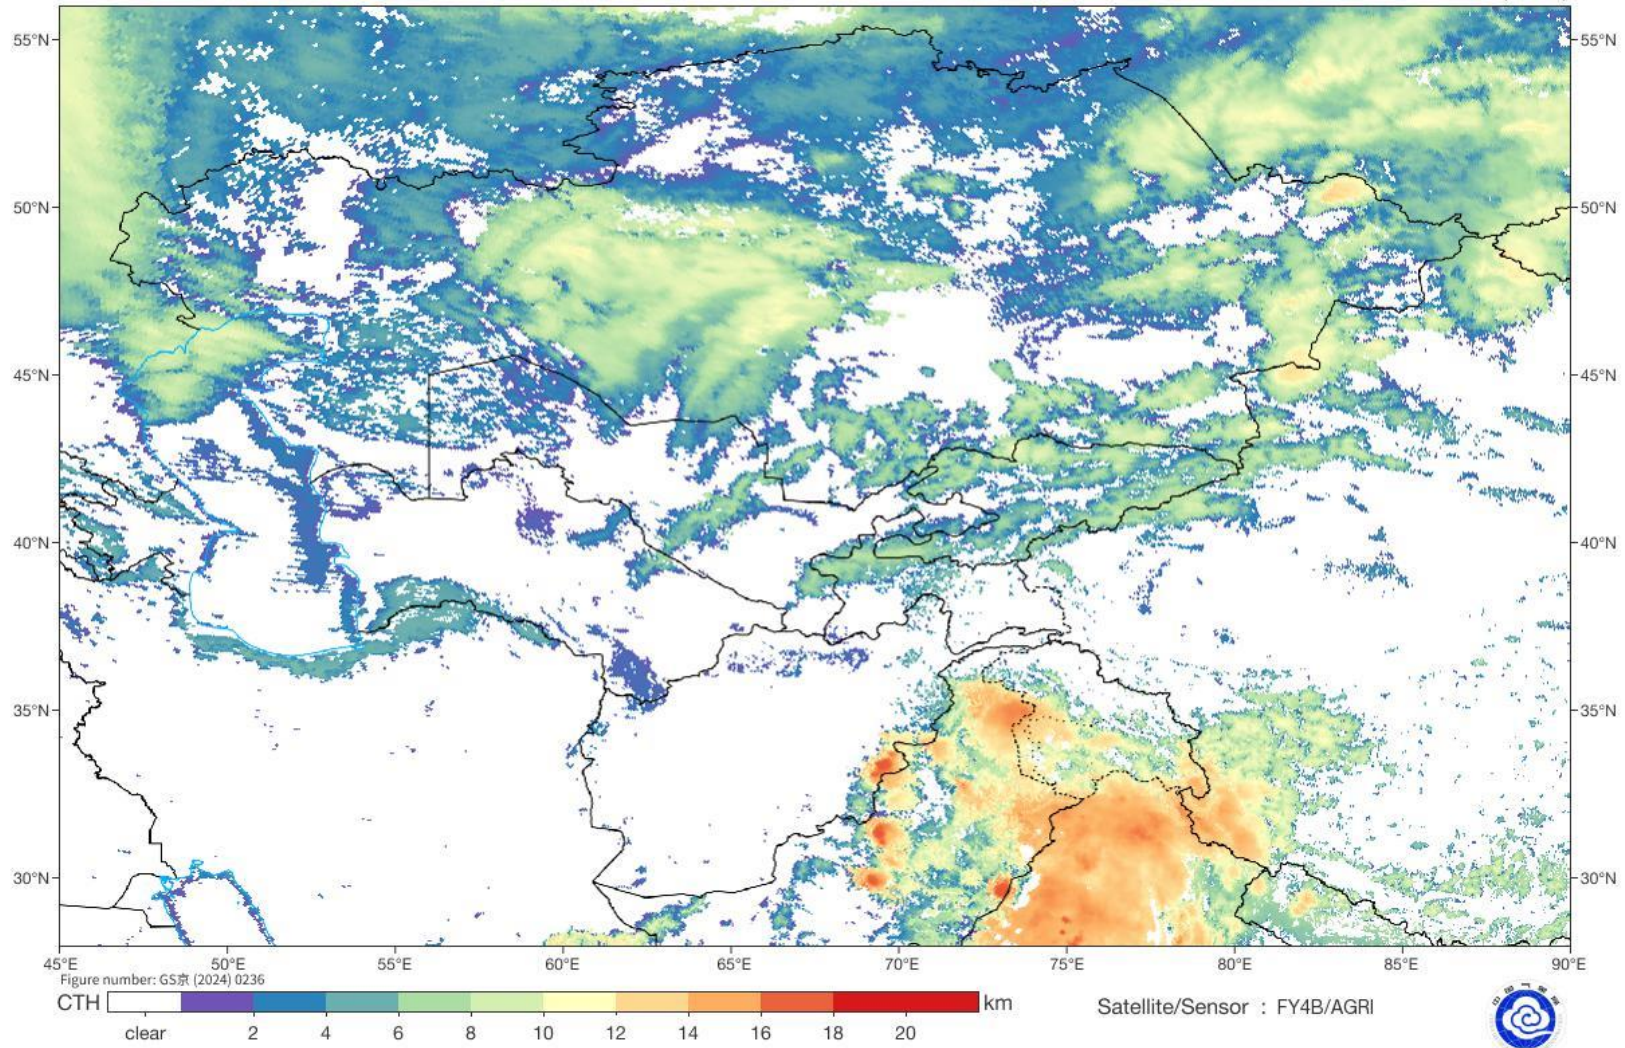 55°N 55°N
50°N 50°N
45°N 45°N
40°N 40°N
35°N 35°N
30°N 30°N
45°E 50°E 55°E 60°E 65°E 70°E 75°E 80°E 85°E 90°E
Figure number: GS京 (2024) 0236
CTH km
clear 2 4 6 8 10 12 14 16 18 20
Satellite/Sensor : FY4B/AGRI